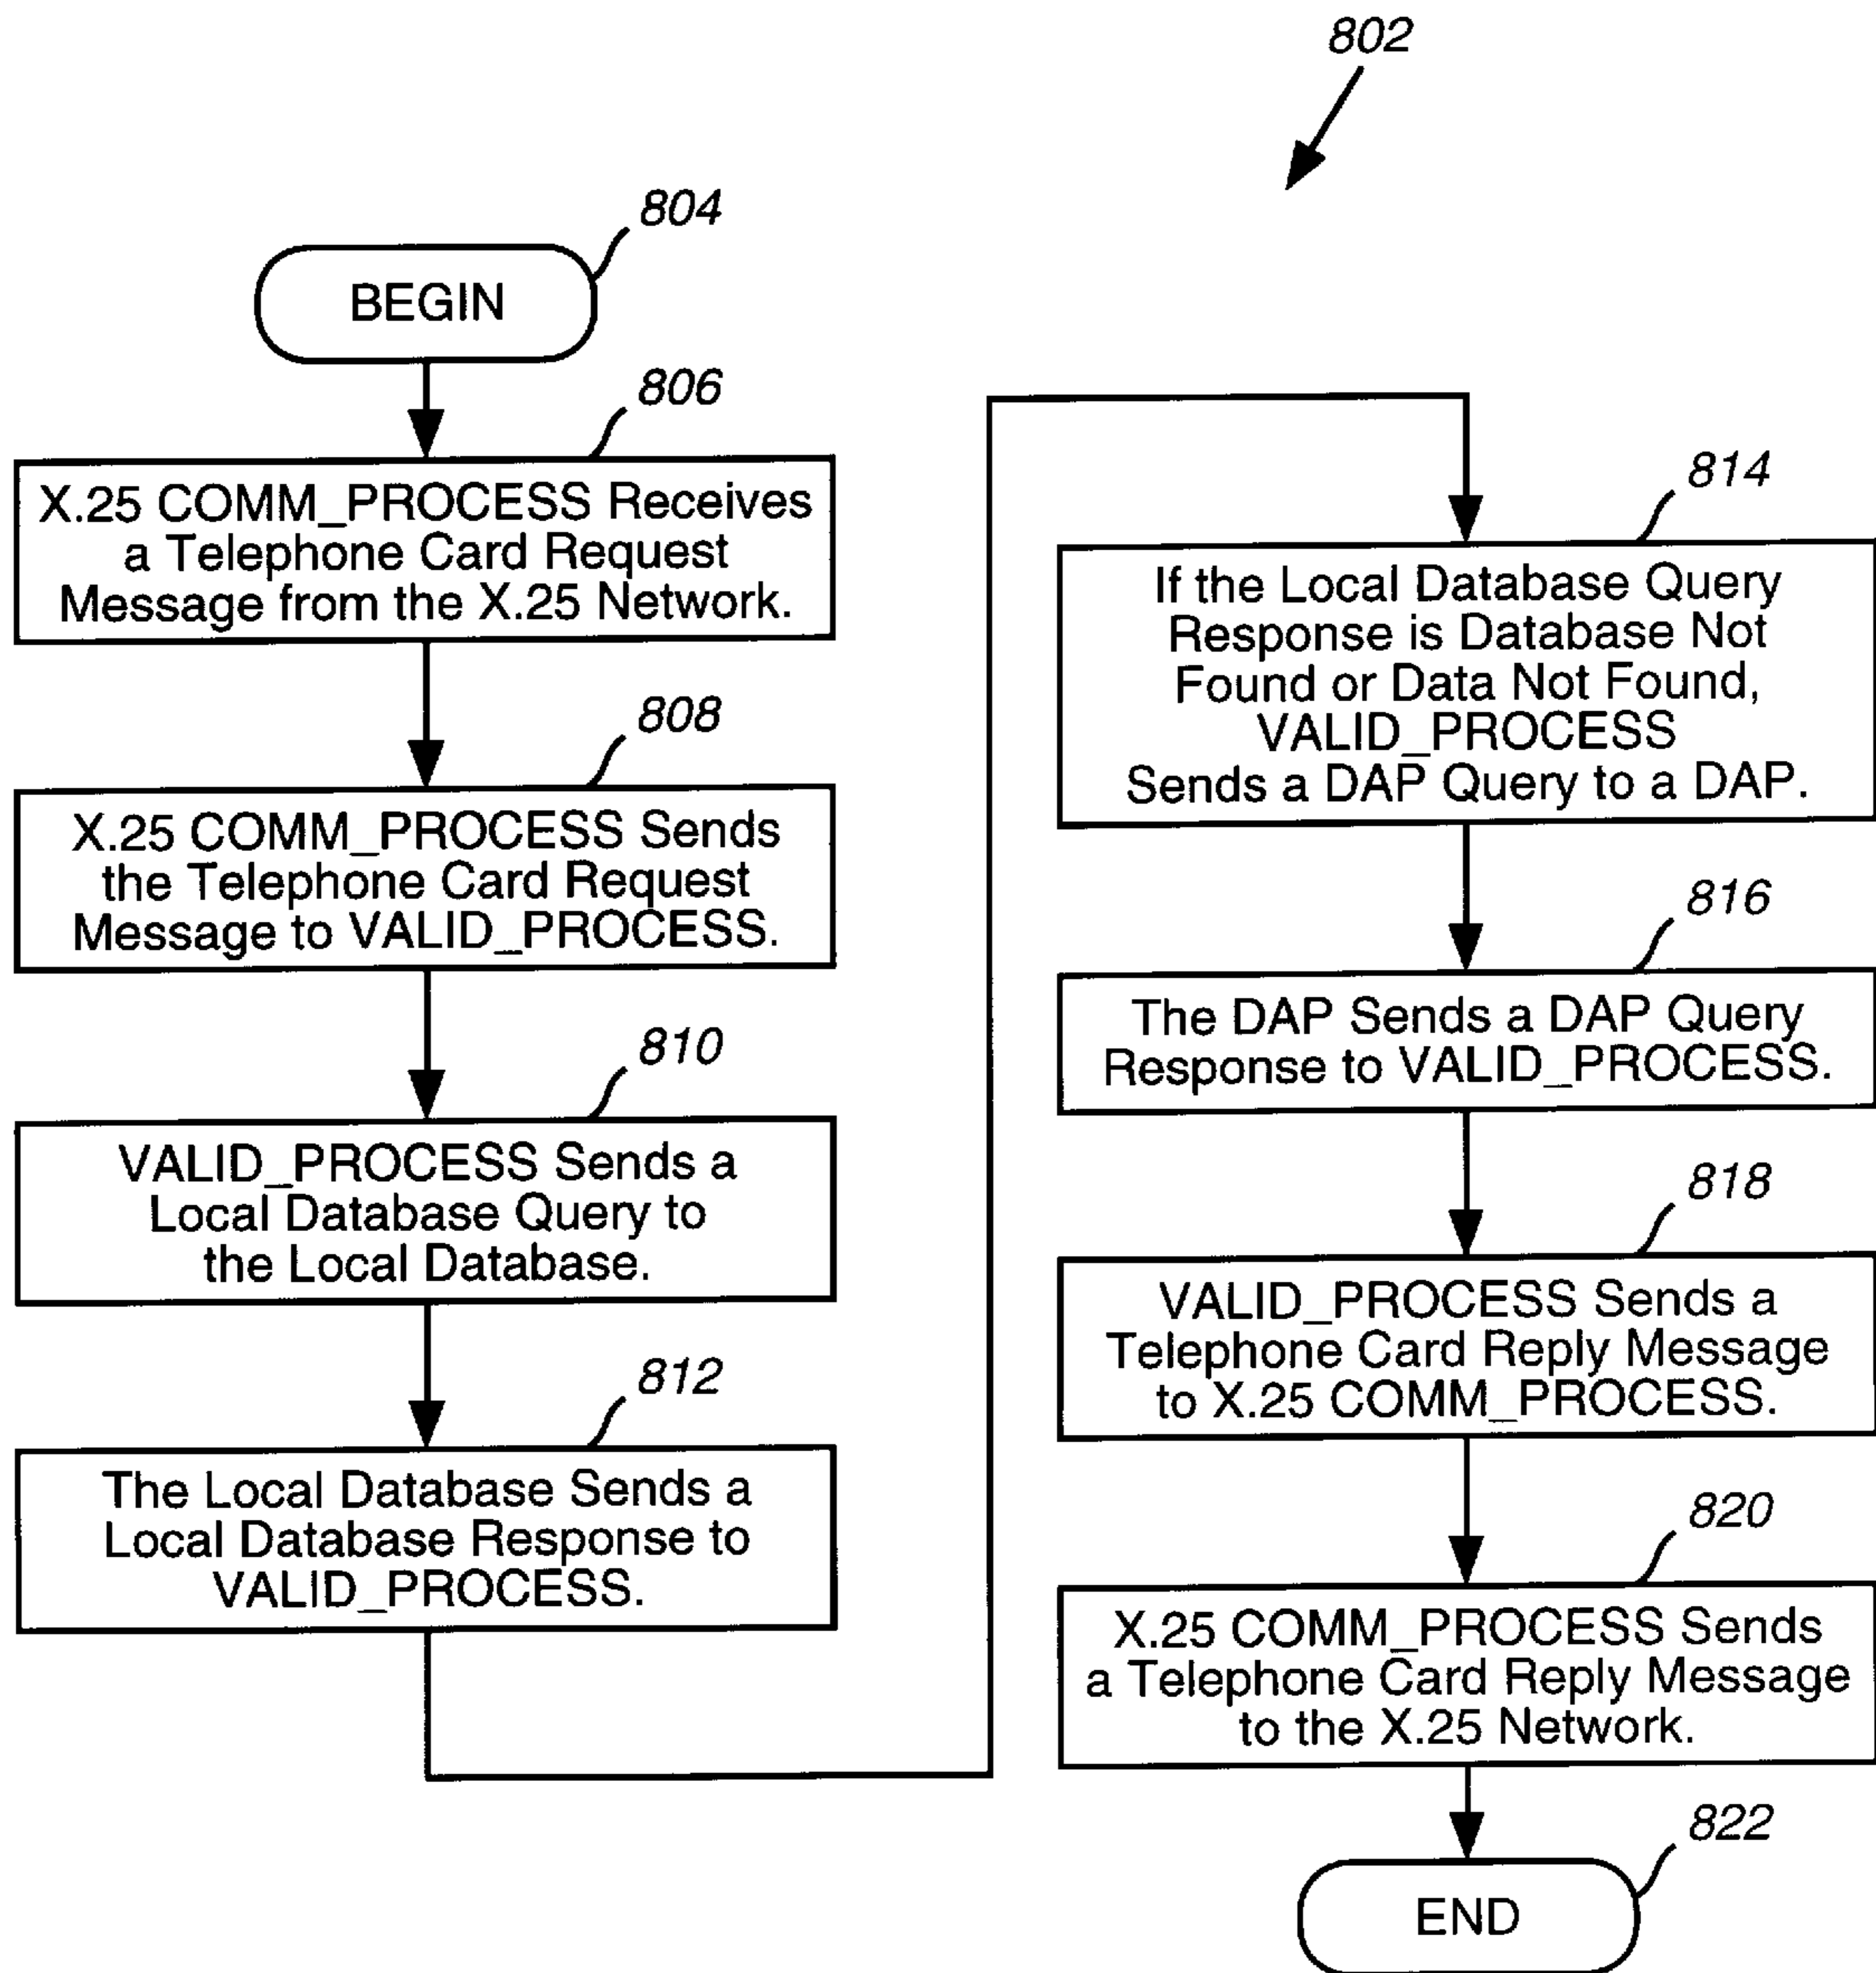 802
804
BEGIN
806
X.25 COMM_PROCESS Receives
a Telephone Card Request
Message from the X.25 Network.
808
X.25 COMM_PROCESS Sends
the Telephone Card Request
Message to VALID_PROCESS.
810
VALID_PROCESS Sends a
Local Database Query to
the Local Database.
812
The Local Database Sends a
Local Database Response to
VALID_PROCESS.
814
If the Local Database Query
Response is Database Not
Found or Data Not Found,
VALID_PROCESS
Sends a DAP Query to a DAP.
816
The DAP Sends a DAP Query
Response to VALID_PROCESS.
818
VALID_PROCESS Sends a
Telephone Card Reply Message
to X.25 COMM_PROCESS.
820
X.25 COMM_PROCESS Sends
a Telephone Card Reply Message
to the X.25 Network.
822
END